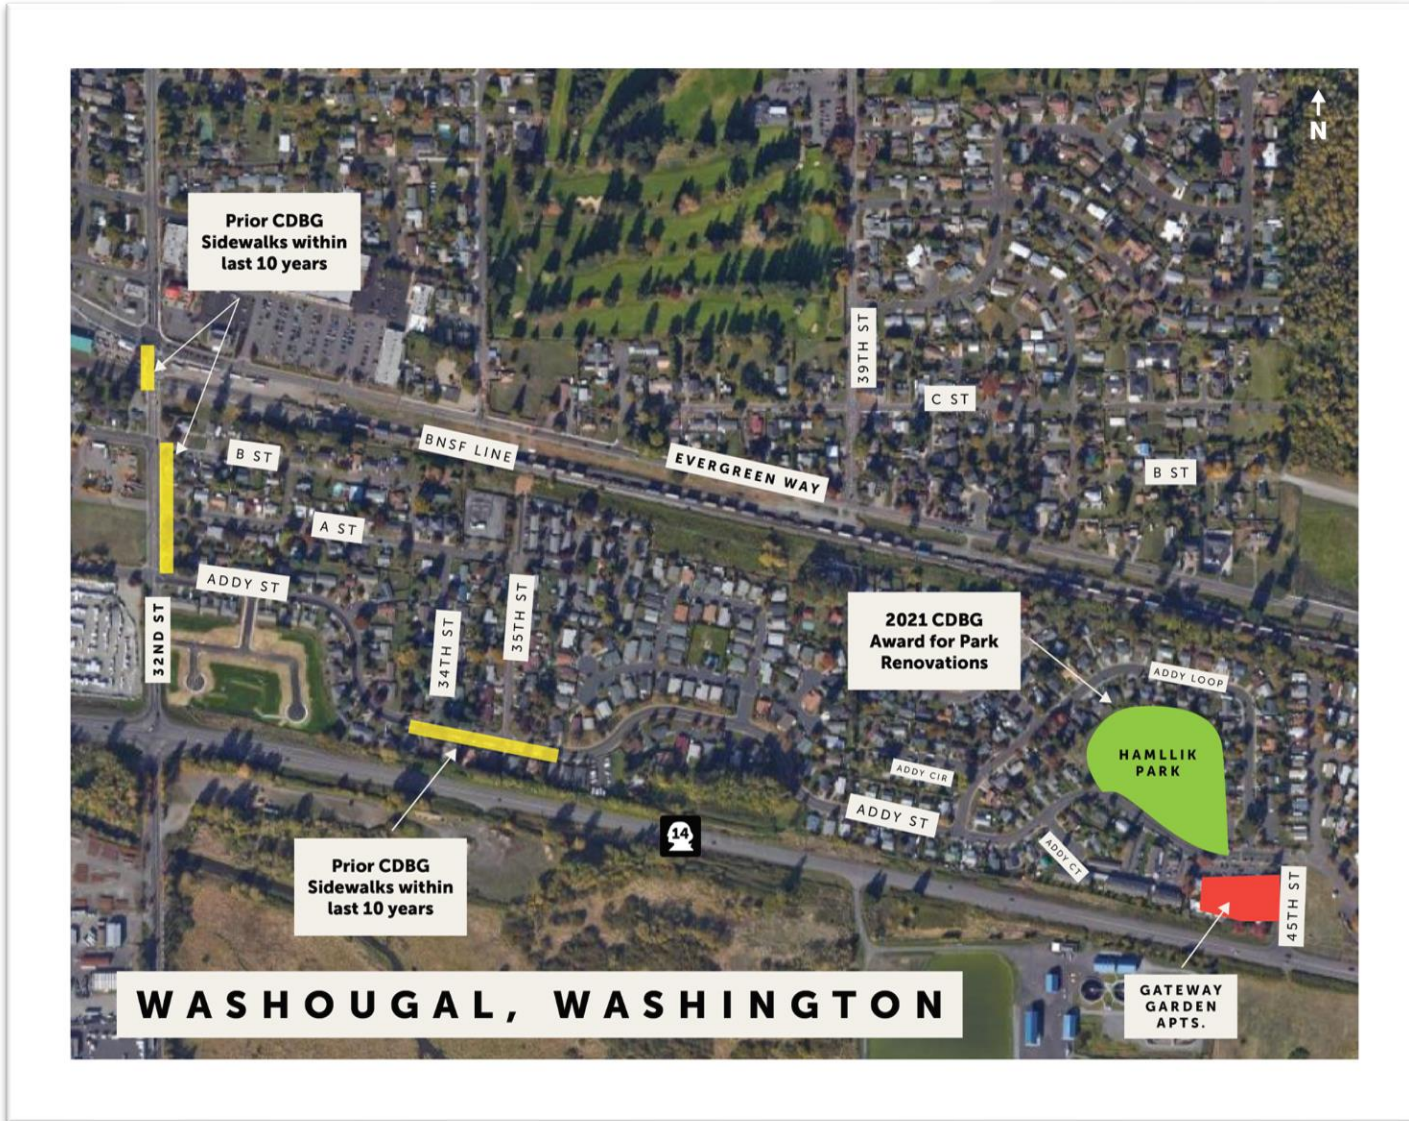 N
Prior CDBG
Sidewalks within
last 10 years
39TH ST
C ST
BNSF LINE
EVERGREEN WAY
B ST
B ST
A ST
ADDY ST
32ND ST
34TH ST
35TH ST
2021 CDBG
Award for Park
Renovations
ADDY LOOP
HAMLLIK
PARK
ADDY CIR
ADDY ST
ADDY CT
14
Prior CDBG
Sidewalks within
last 10 years
45TH ST
GATEWAY
GARDEN
APTS.
WASHOUGAL, WASHINGTON